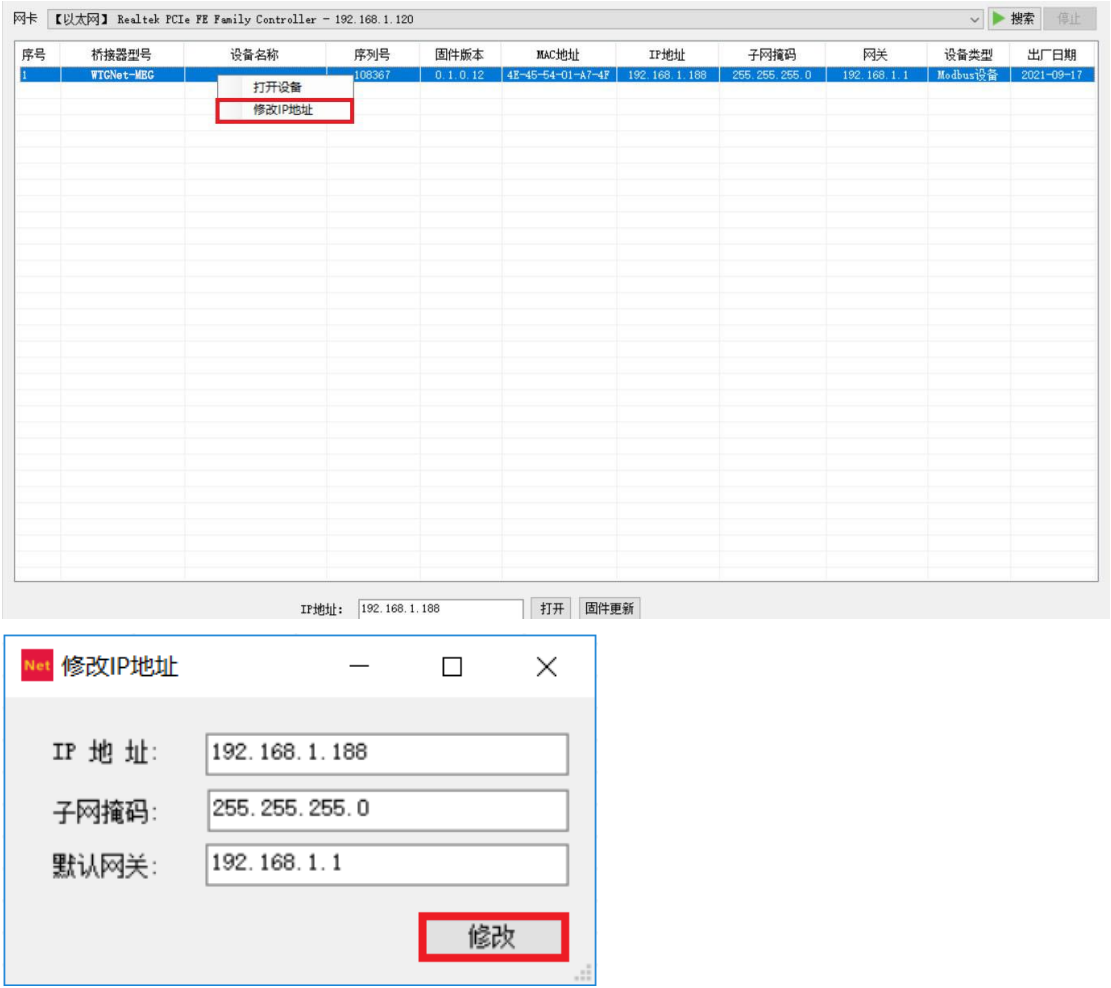 网卡 【以太网】 Realtek PCIe FE Family Controller - 192.168.1.120 搜索 停止
序号 桥接器型号 设备名称 序列号 固件版本 MAC地址 IP地址 子网掩码 网关 设备类型 出厂日期
1 WTGNet-MBG 108367 0.1.0.12 4E-45-54-01-A7-4F 192.168.1.188 255.255.255.0 192.168.1.1 Modbus设备 2021-09-17
打开设备
修改IP地址
IP地址: 192.168.1.188 打开 固件更新
Net 修改IP地址
IP 地 址: 192.168.1.188
子网掩码: 255.255.255.0
默认网关: 192.168.1.1
修改